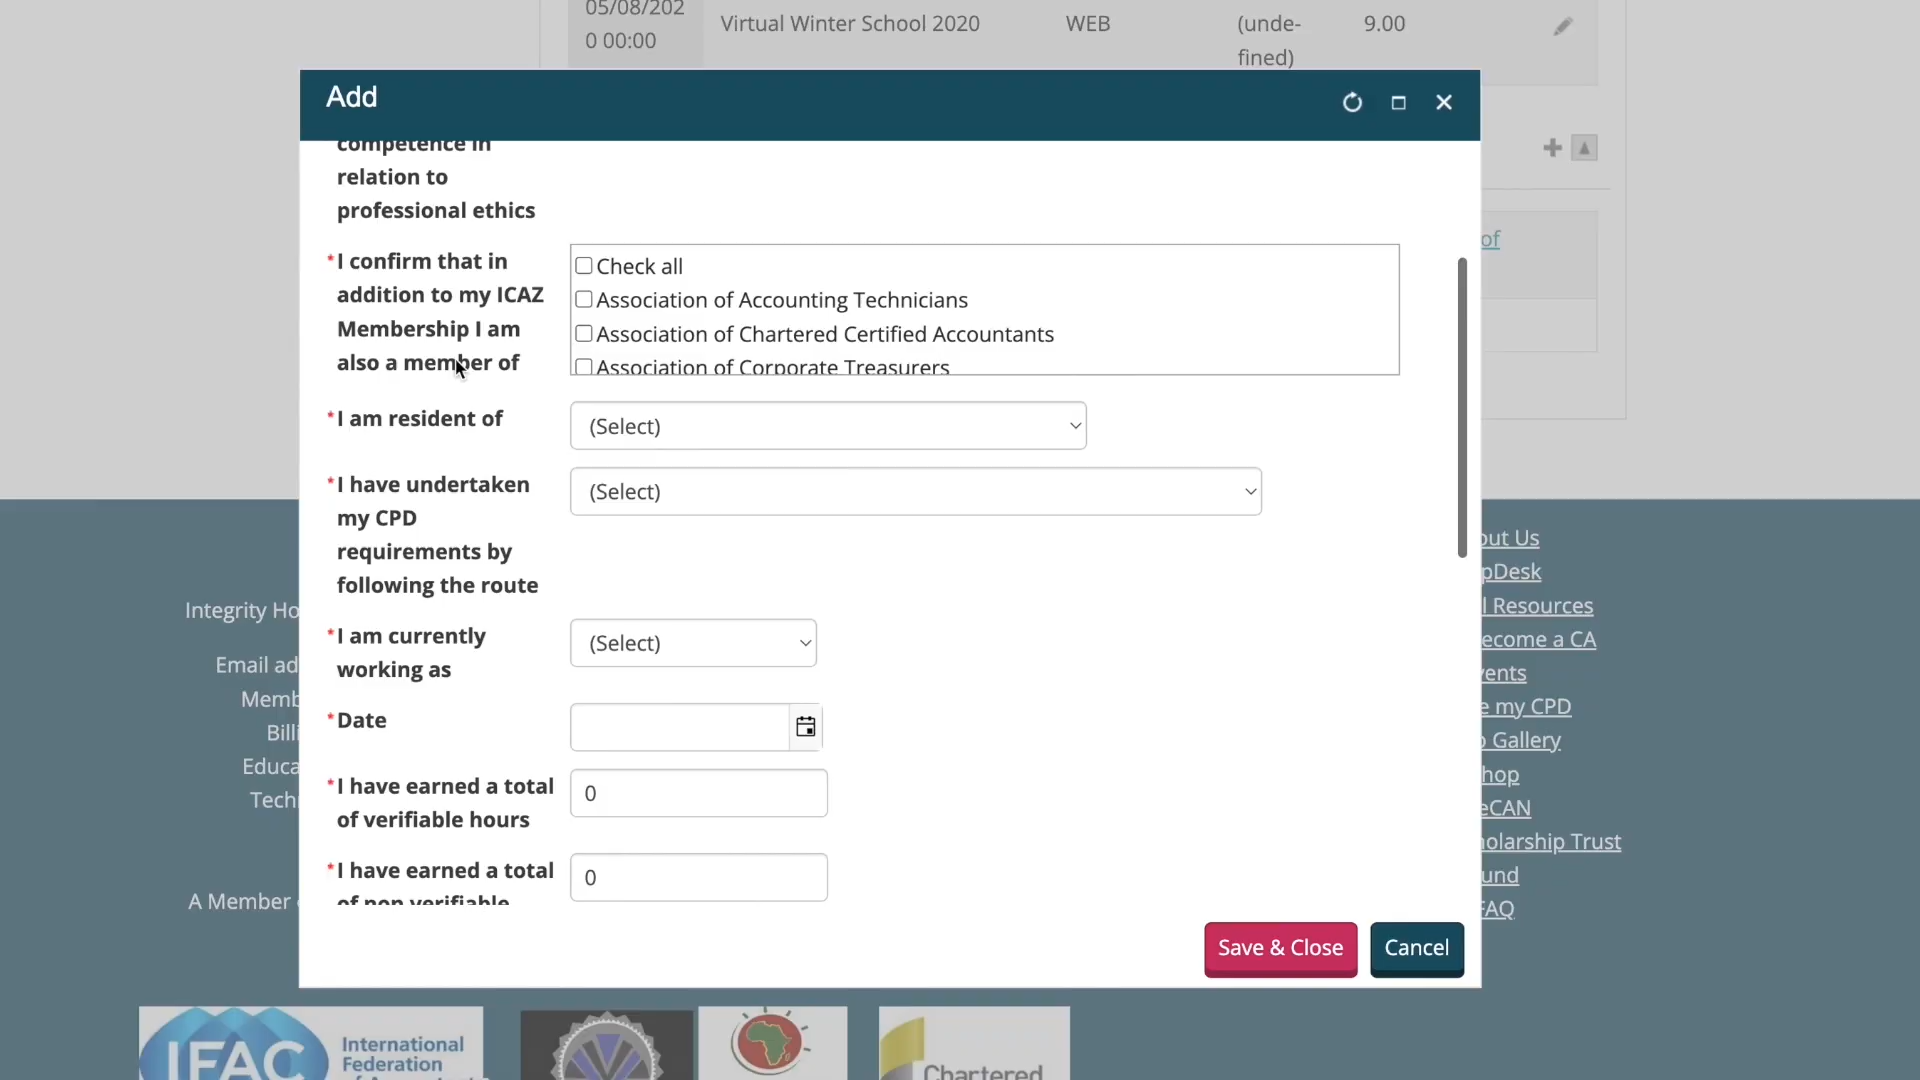 05/08/202
0 00:00
Virtual Winter School 2020
WEB
(unde-
fined)
9.00
Add
competence in
relation to
professional ethics
* I confirm that in
addition to my ICAZ
Membership I am
also a member of
Check all
Association of Accounting Technicians
Association of Chartered Certified Accountants
Association of Corporate Treasurers
* I am resident of
(Select)
* I have undertaken
my CPD
requirements by
following the route
(Select)
* I am currently
working as
(Select)
* Date
* I have earned a total
of verifiable hours
0
* I have earned a total
of non verifiable
0
Save & Close
Cancel
of
Integrity Ho
Email ad
Memb
Billi
Educa
Techn
A Member
out Us
pDesk
l Resources
ecome a CA
ents
e my CPD
Gallery
hop
eCAN
holarship Trust
und
FAQ
IFAC
International
Federation
Chartered